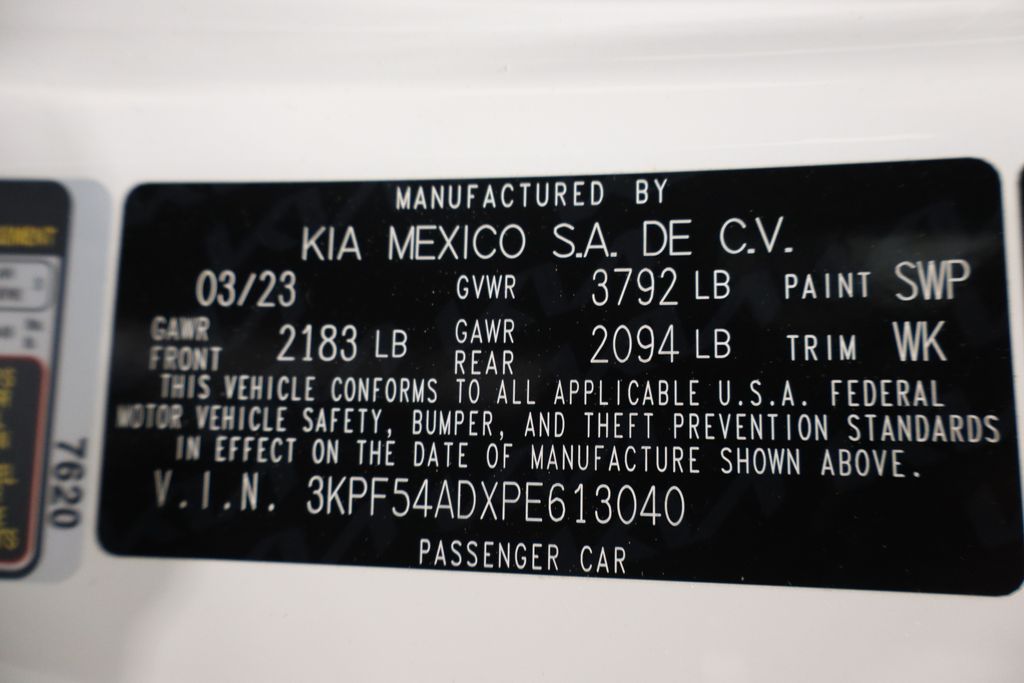 MANUFACTURED BY
KIA MEXICO S.A. DE C.V.
03/23 GVWR 3792 LB PAINT SWP
GAWR FRONT 2183 LB GAWR REAR 2094 LB TRIM WK
THIS VEHICLE CONFORMS TO ALL APPLICABLE U.S.A. FEDERAL
MOTOR VEHICLE SAFETY, BUMPER, AND THEFT PREVENTION STANDARDS
IN EFFECT ON THE DATE OF MANUFACTURE SHOWN ABOVE.
V.I.N. 3KPF54ADXPE613040
PASSENGER CAR
7620